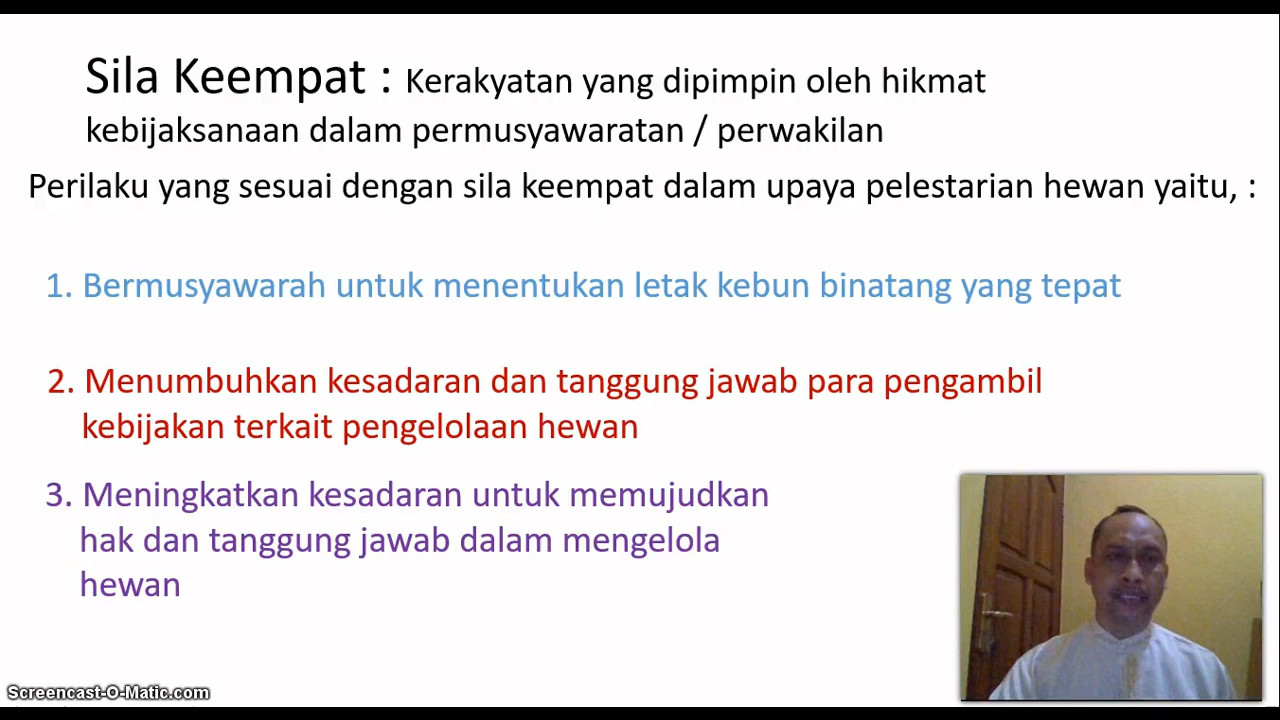 Sila Keempat : Kerakyatan yang dipimpin oleh hikmat
kebijaksanaan dalam permusyawaratan / perwakilan
Perilaku yang sesuai dengan sila keempat dalam upaya pelestarian hewan yaitu, :
1. Bermusyawarah untuk menentukan letak kebun binatang yang tepat
2. Menumbuhkan kesadaran dan tanggung jawab para pengambil
kebijakan terkait pengelolaan hewan
3. Meningkatkan kesadaran untuk memujudkan
hak dan tanggung jawab dalam mengelola
hewan
Screencast-O-Matic.com